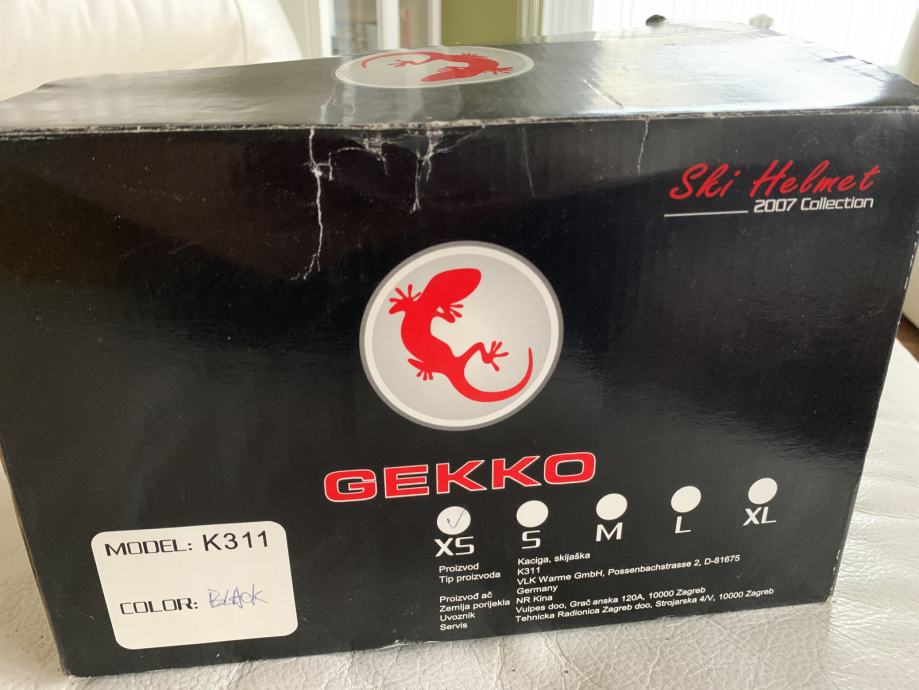 Ski Helmet
2007 Collection
GEKKO
XS S M L XL
MODEL: K311
COLOR: BLACK
Proizvod Kaciga, skijaška
Tip proizvoda K311
VLK Warme GmbH, Possenbachstrasse 2, D-81675
Proizvod ač Germany
Zemlja porijekla NR Kina
Uvoznik Vulpes doo, Grač anska 120A, 10000 Zagreb
Servis Tehnicka Radionica Zagreb doo, Strojarska 4/V, 10000 Zagreb